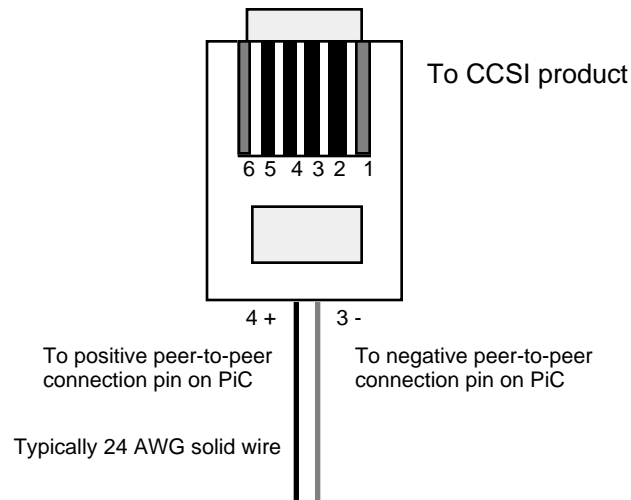 To CCSI product
6 5 4 3 2 1
4 + 3 -
To positive peer-to-peer
connection pin on PiC
To negative peer-to-peer
connection pin on PiC
Typically 24 AWG solid wire